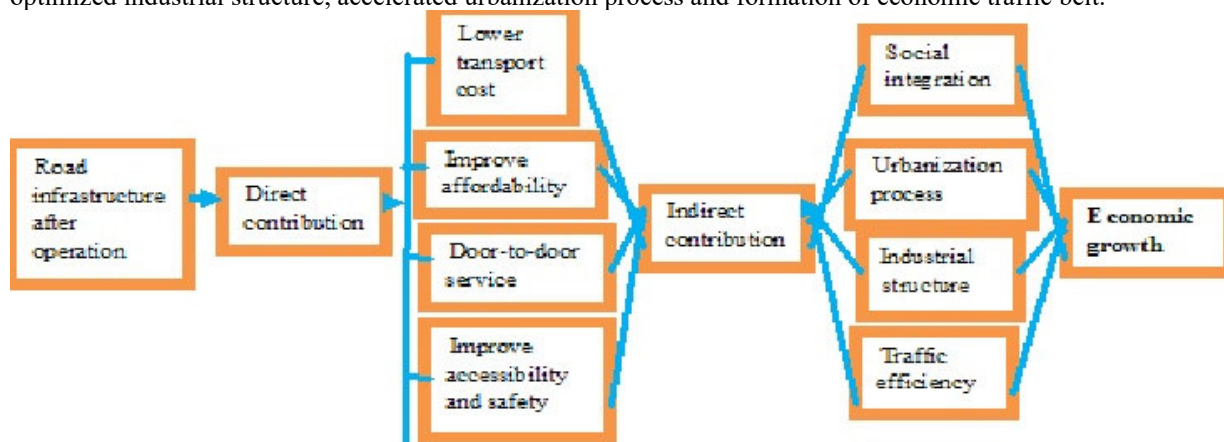 optimized industrial structure, accelerated urbanization process and formation of economic traffic belt.
Road
infrastructure
after
operation
Direct
contribution
Lower
transport
cost
Improve
affordability
Door-to-door
service
Improve
accessibility
and safety
Indirect
contribution
Social
integration
Urbanization
process
Industrial
structure
Traffic
efficiency
Economic
growth